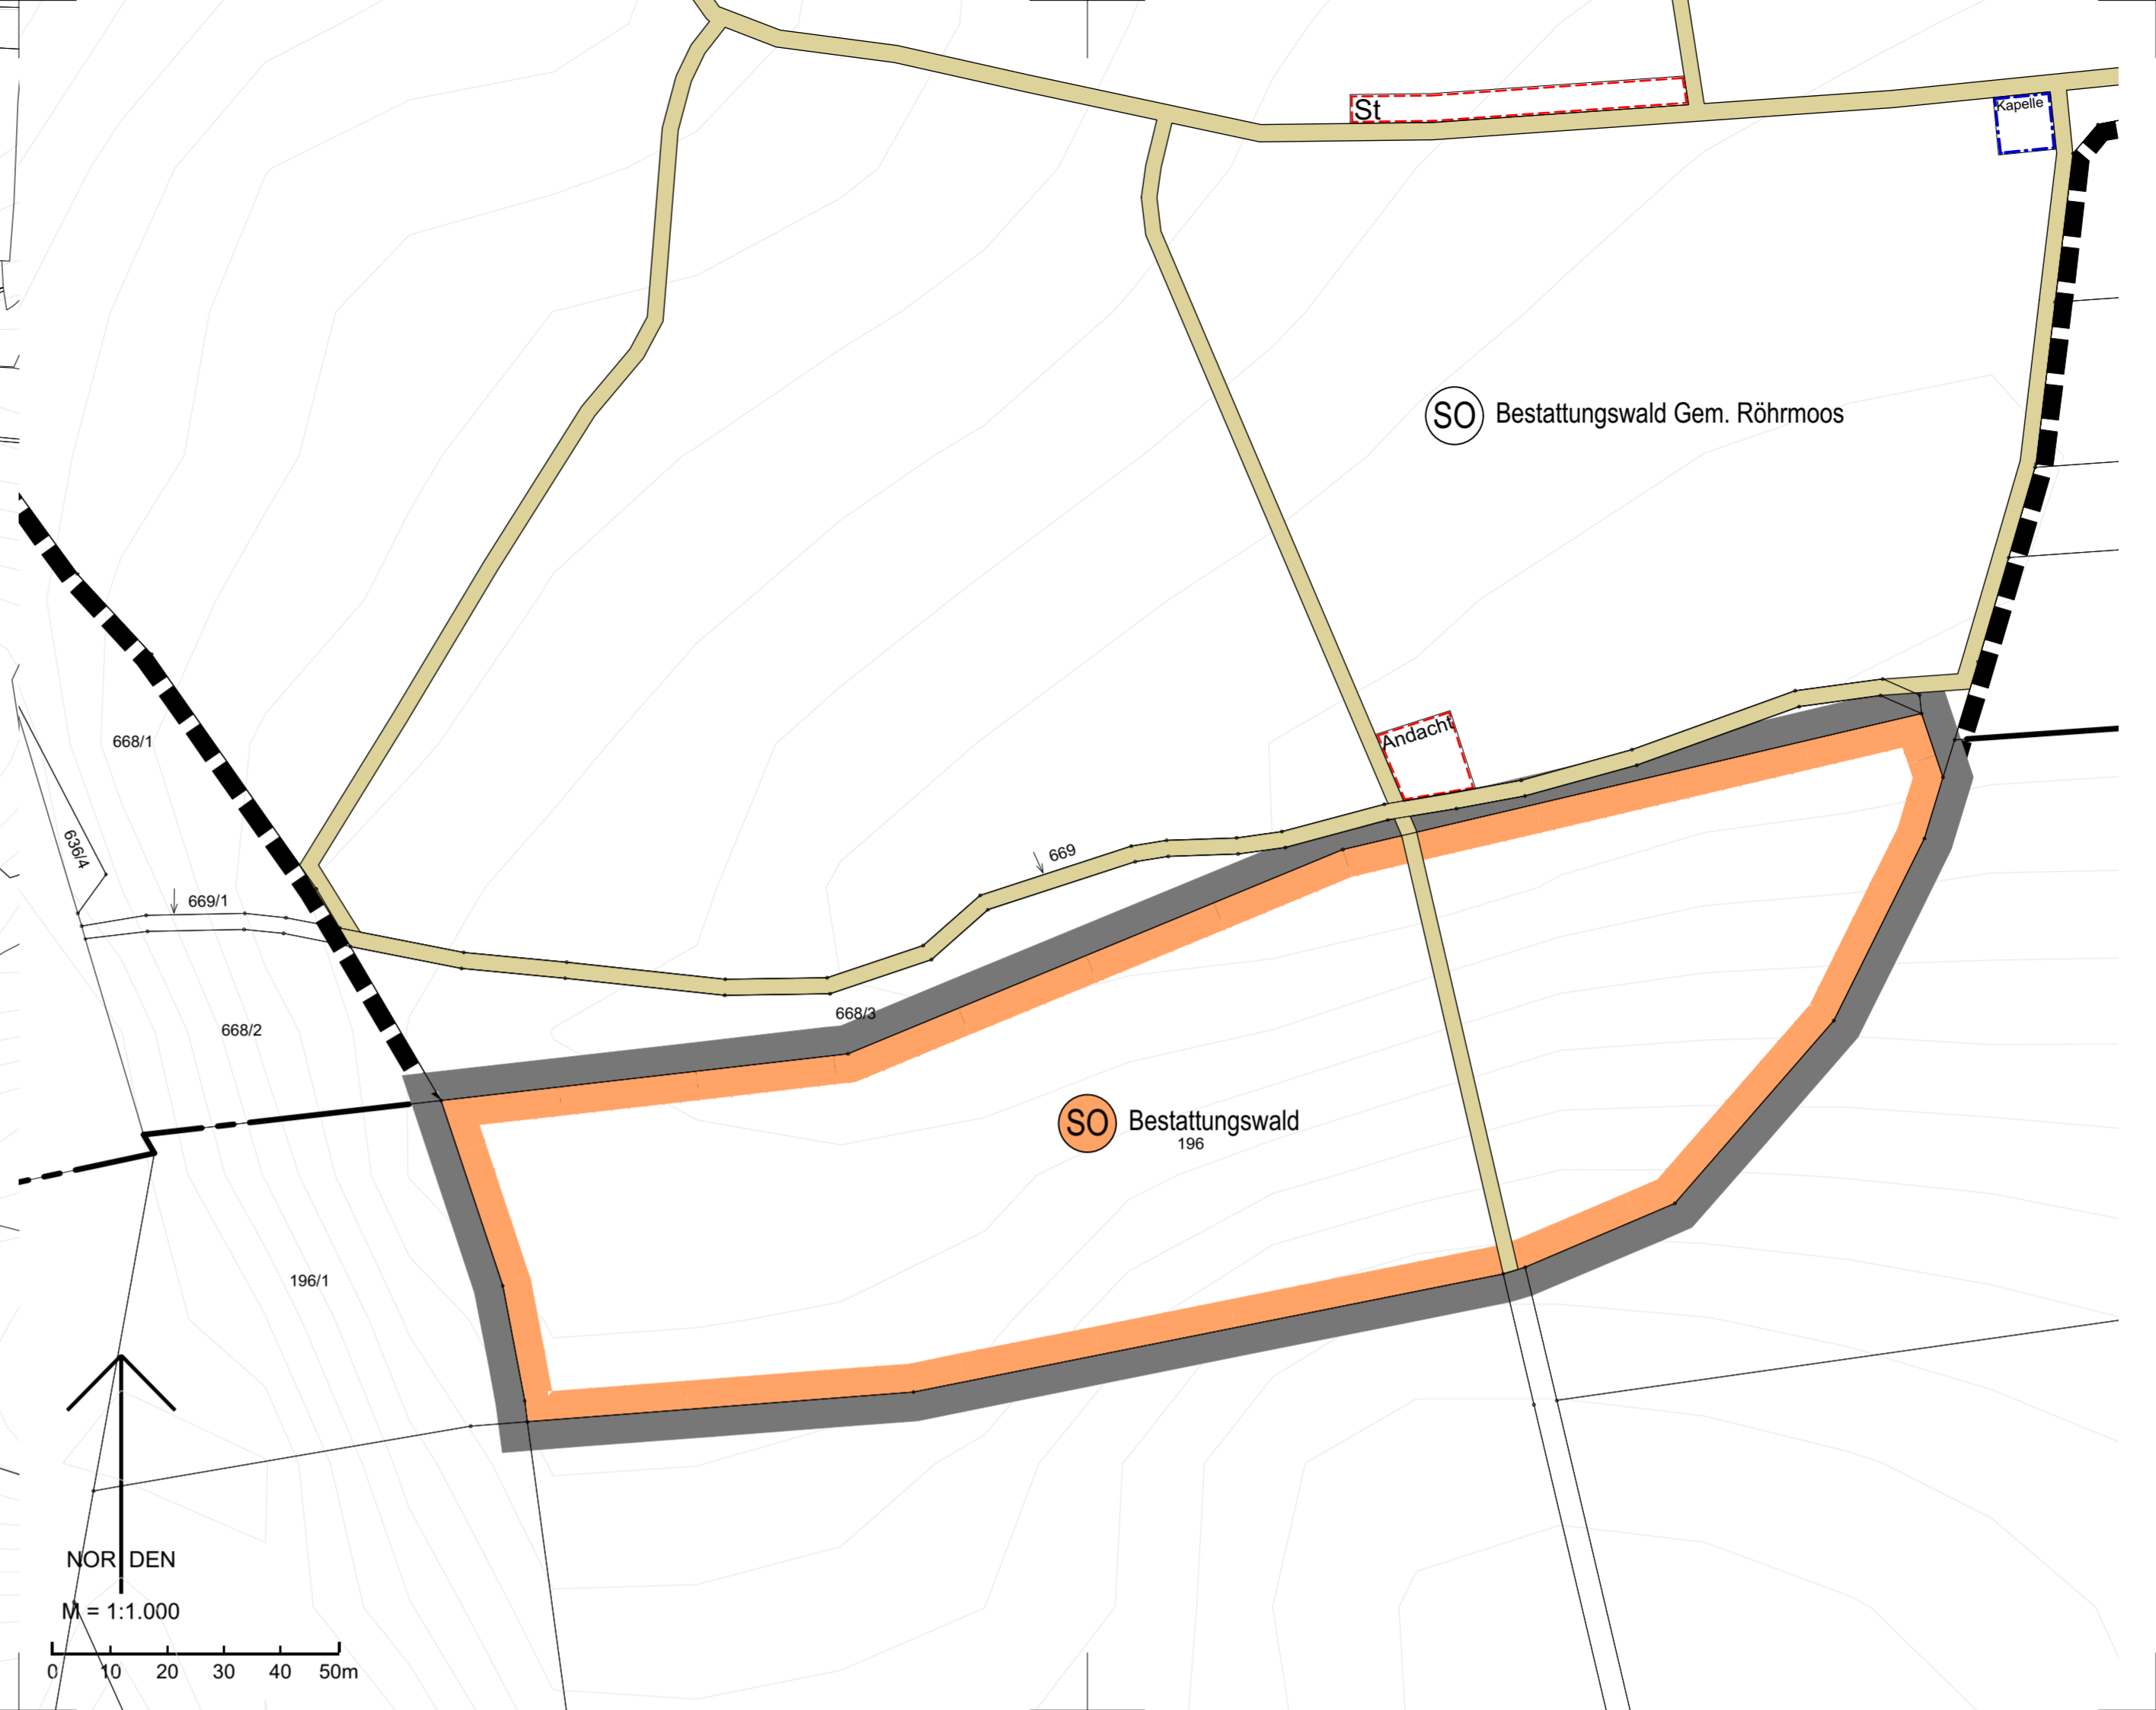 St
Kapelle
SO Bestattungswald Gem. Röhrmoos
Andacht
668/1
636/4
669
669/1
668/3
668/2
SO Bestattungswald
196
196/1
NORDEN
M = 1:1.000
0 10 20 30 40 50m